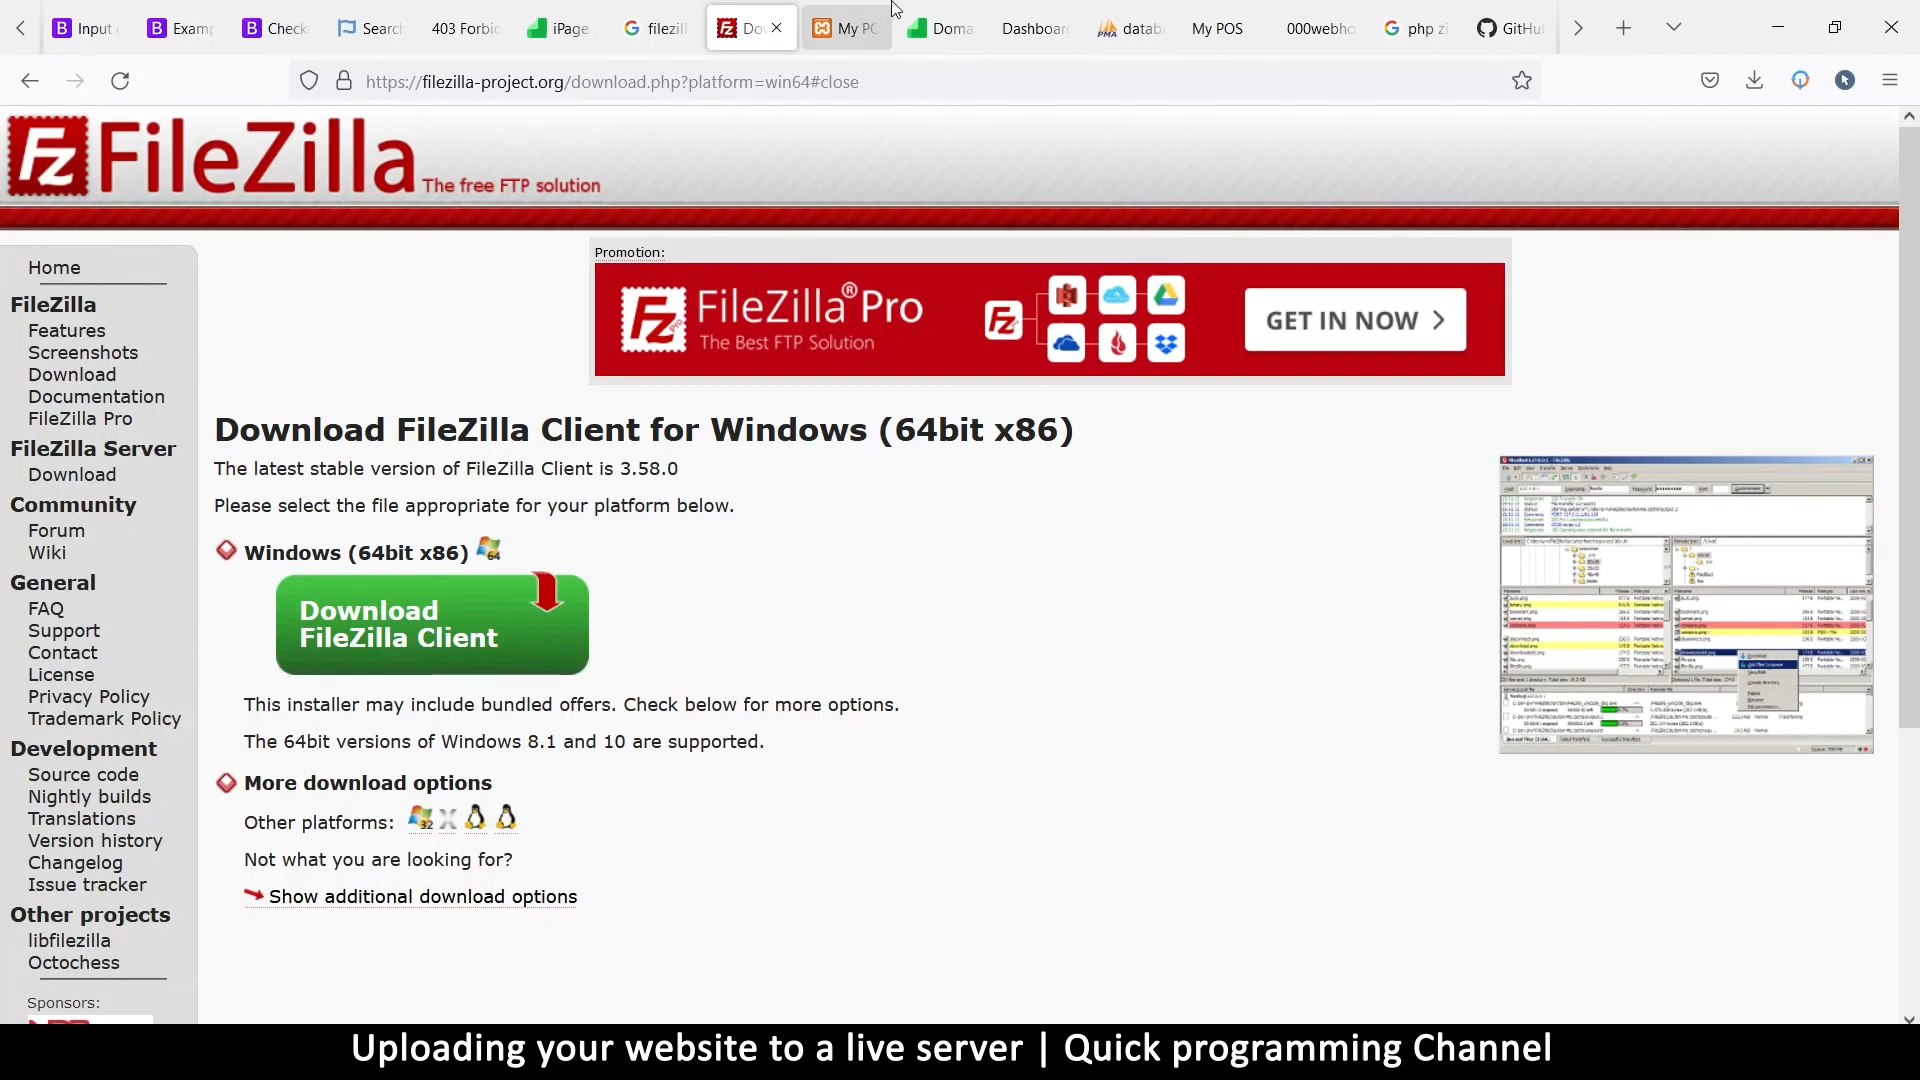 Input
Examp
Check
Search
403 Forbi
iPage
filezil
Do
My PC
Doma
Dashboar
PMA
datab
My POS
000webho
php zi
GitHu
https://filezilla-project.org/download.php?platform=win64#close
FileZilla The free FTP solution
Promotion:
FileZilla®Pro
The Best FTP Solution
GET IN NOW
Home
FileZilla
Features
Screenshots
Download
Documentation
FileZilla Pro
FileZilla Server
Download
Community
Forum
Wiki
General
FAQ
Support
Contact
License
Privacy Policy
Trademark Policy
Development
Source code
Nightly builds
Translations
Version history
Changelog
Issue tracker
Other projects
libfilezilla
Octochess
Sponsors:
Download FileZilla Client for Windows (64bit x86)
The latest stable version of FileZilla Client is 3.58.0
Please select the file appropriate for your platform below.
Windows (64bit x86)
Download
FileZilla Client
This installer may include bundled offers. Check below for more options.
The 64bit versions of Windows 8.1 and 10 are supported.
More download options
Other platforms:
Not what you are looking for?
Show additional download options
Uploading your website to a live server | Quick programming Channel